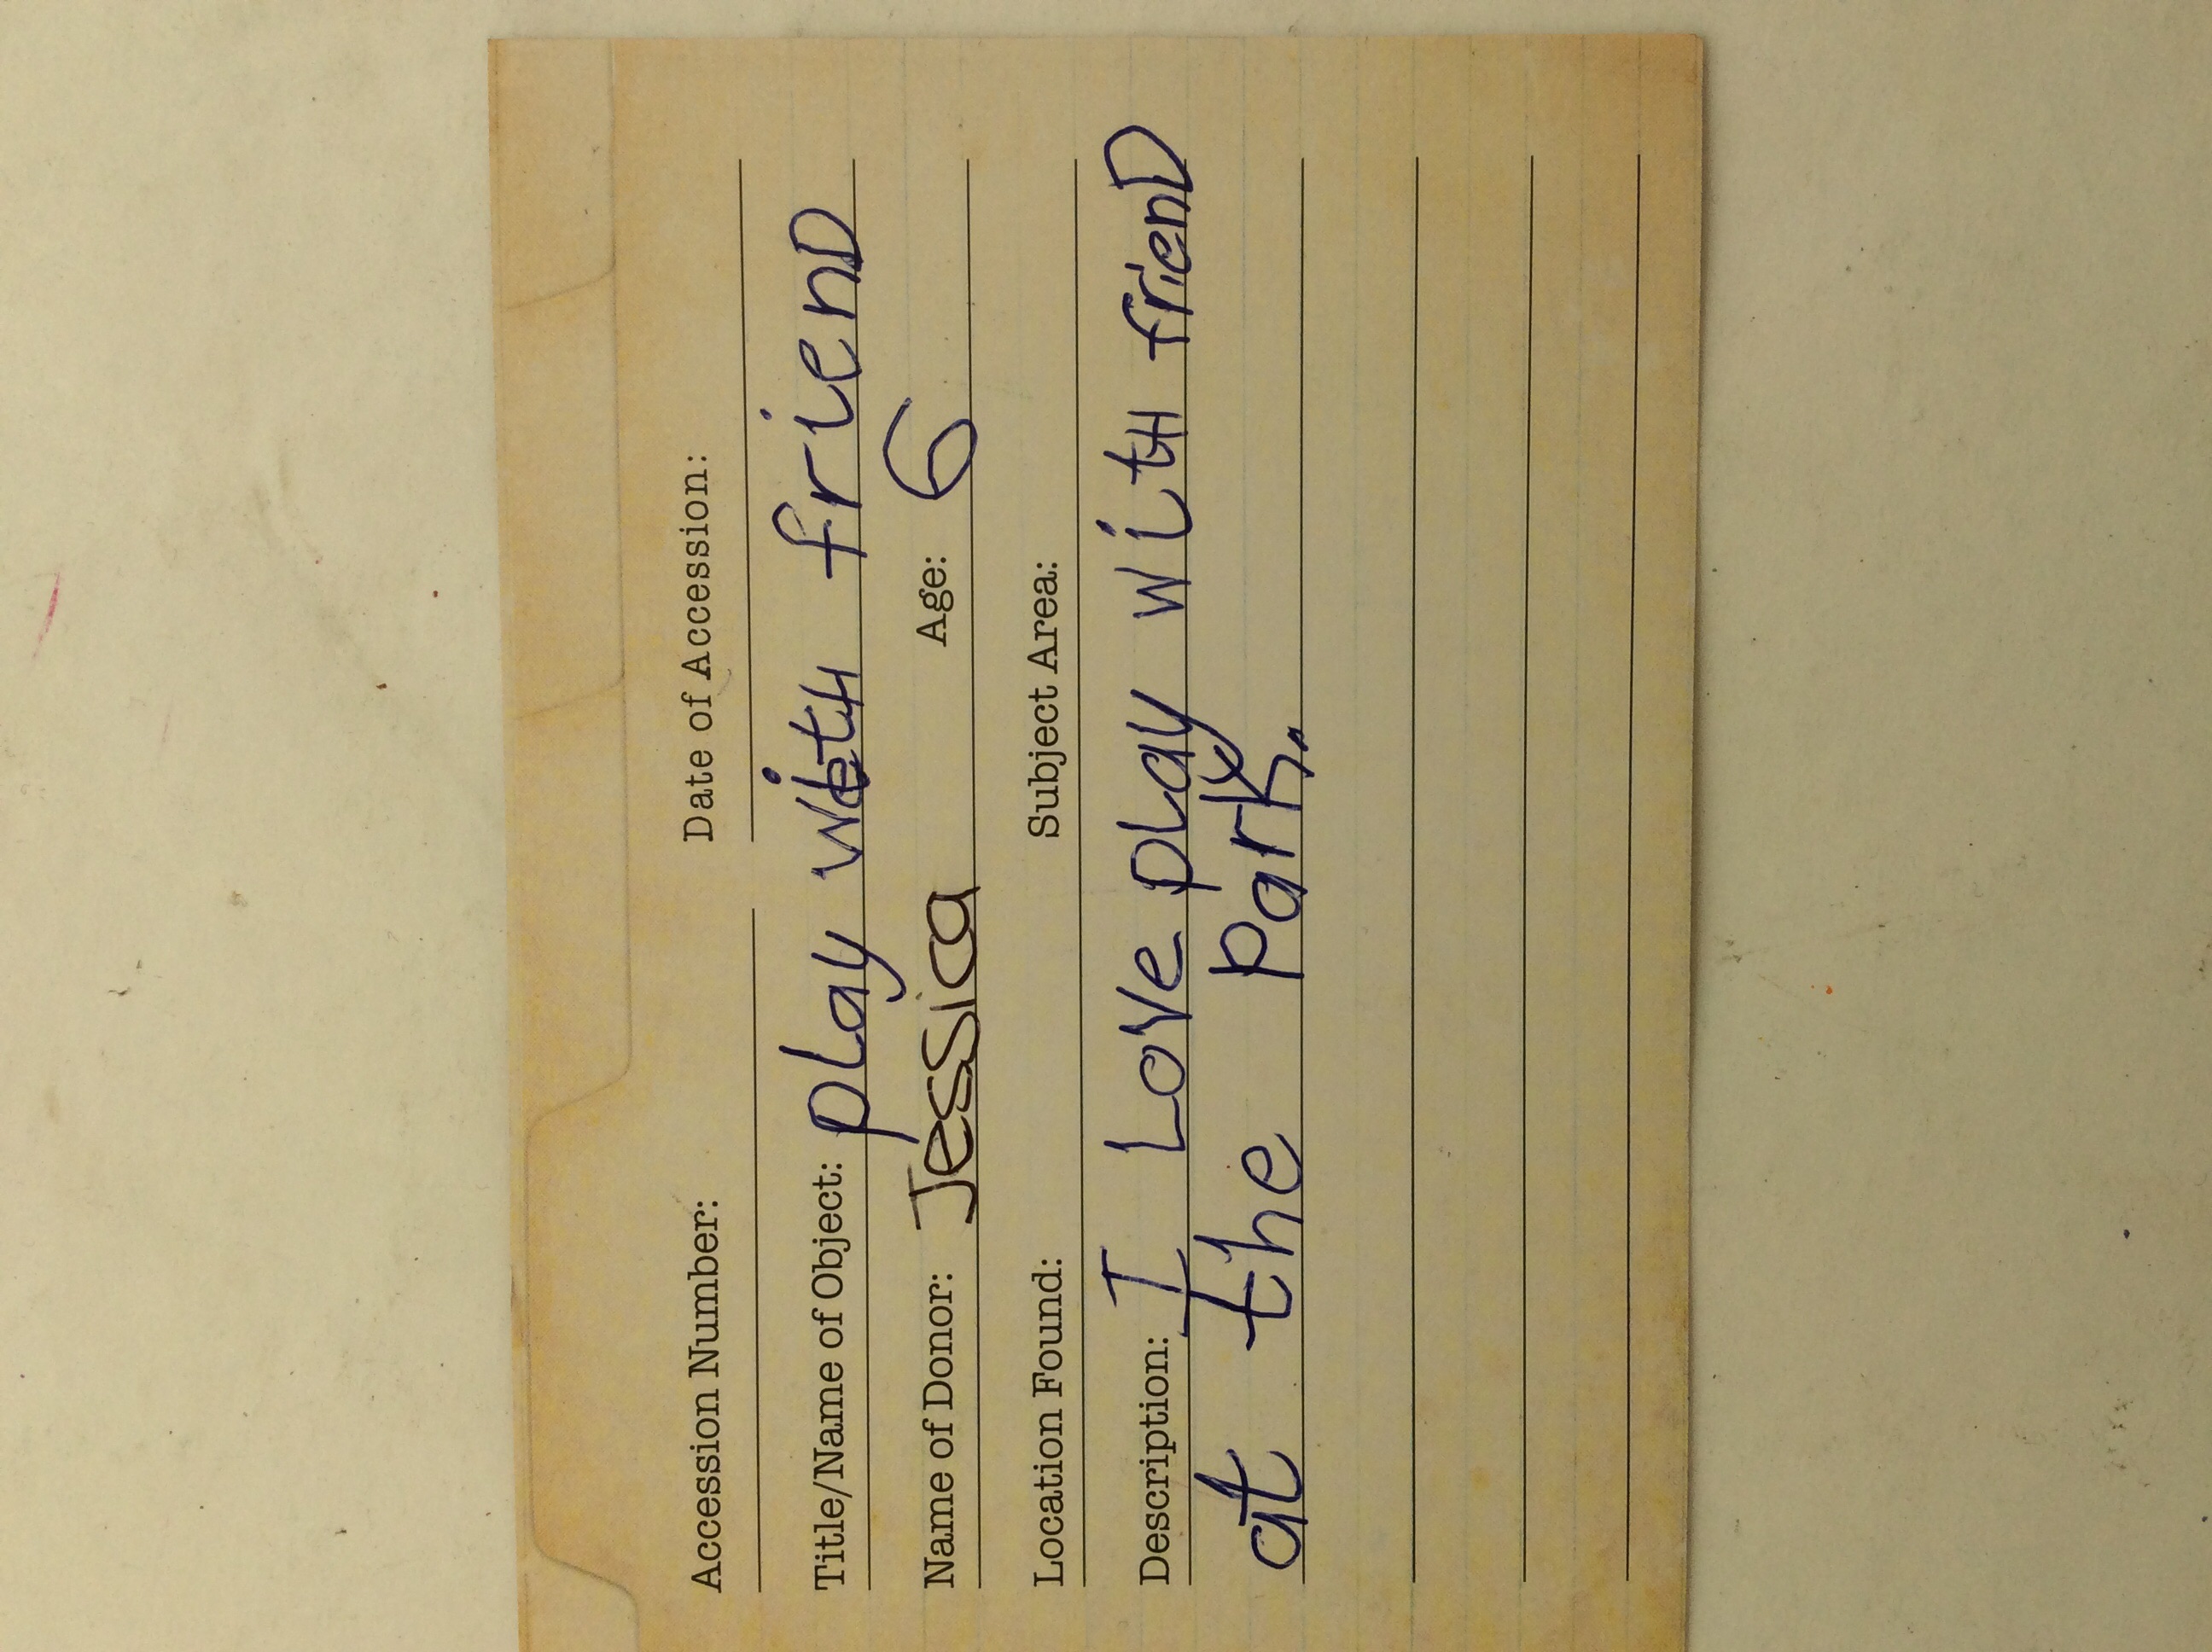 Accession Number: Date of Accession:
Title/Name of Object: play with frienD
Name of Donor: Jessica Age: 6
Location Found: Subject Area:
Description: I Love play witH frienD
at the park.